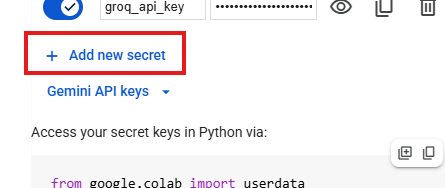 groq_api_key ••••••••••••••••••
+ Add new secret
Gemini API keys
Access your secret keys in Python via:
from google.colab import userdata